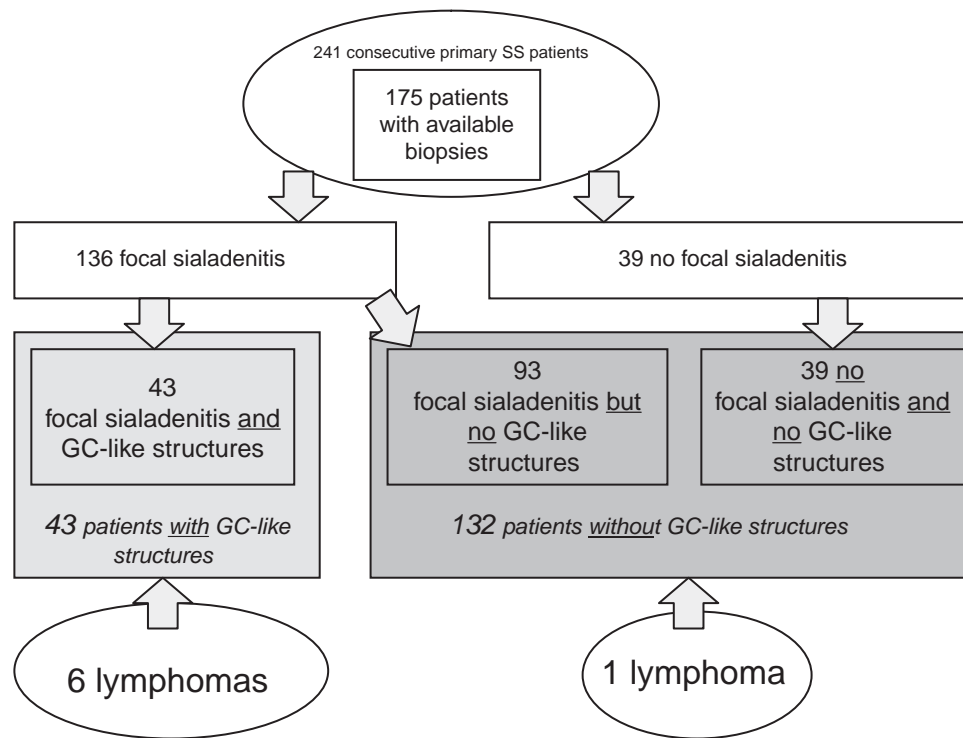 241 consecutive primary SS patients
175 patients
with available
biopsies
136 focal sialadenitis
39 no focal sialadenitis
43
focal sialadenitis and
GC-like structures
93
focal sialadenitis but
no GC-like
structures
39 no
focal sialadenitis and
no GC-like
structures
43 patients with GC-like
structures
132 patients without GC-like structures
6 lymphomas
1 lymphoma